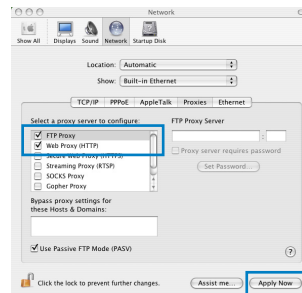 Network
Show All
Displays
Sound
Network
Startup Disk
Location: Automatic
Show: Built-in Ethernet
TCP/IP
PPPoE
AppleTalk
Proxies
Ethernet
Select a proxy server to configure:
FTP Proxy
Web Proxy (HTTP)
Secure Web Proxy (HTTPS)
Streaming Proxy (RTSP)
SOCKS Proxy
Gopher Proxy
FTP Proxy Server
:
Proxy server requires password
Set Password...
Bypass proxy settings for
these Hosts & Domains:
Use Passive FTP Mode (PASV)
?
Click the lock to prevent further changes.
Assist me...
Apply Now